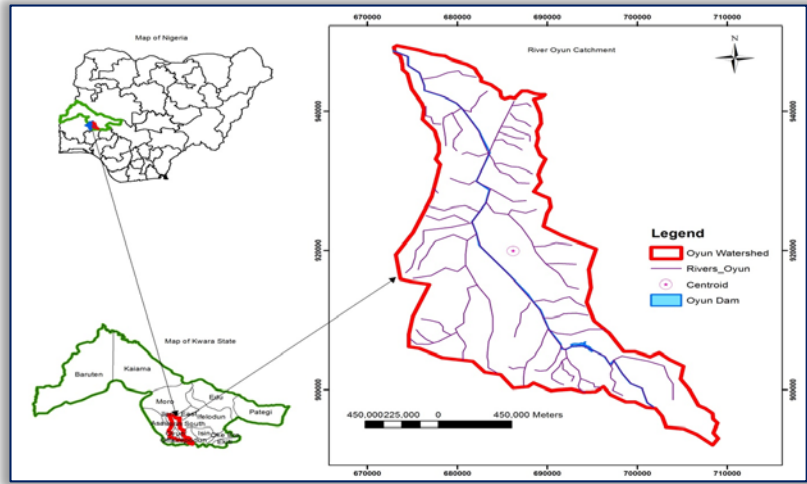 Map of Nigeria
Map of Kwara State
Baruten
Kaiama
Moro
Edu
Ifelodun
Pategi
South
Isin
670000 680000 690000 700000 710000
River Oyun Catchment
N
940000
920000
900000
Legend
Oyun Watershed
Rivers_Oyun
Centroid
Oyun Dam
450,000225,000 0 450,000 Meters
940000
920000
900000
670000 680000 690000 700000 710000